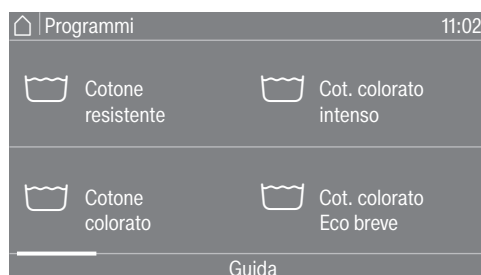 Programmi 11:02
Cotone
resistente
Cot. colorato
intenso
Cotone
colorato
Cot. colorato
Eco breve
Guida